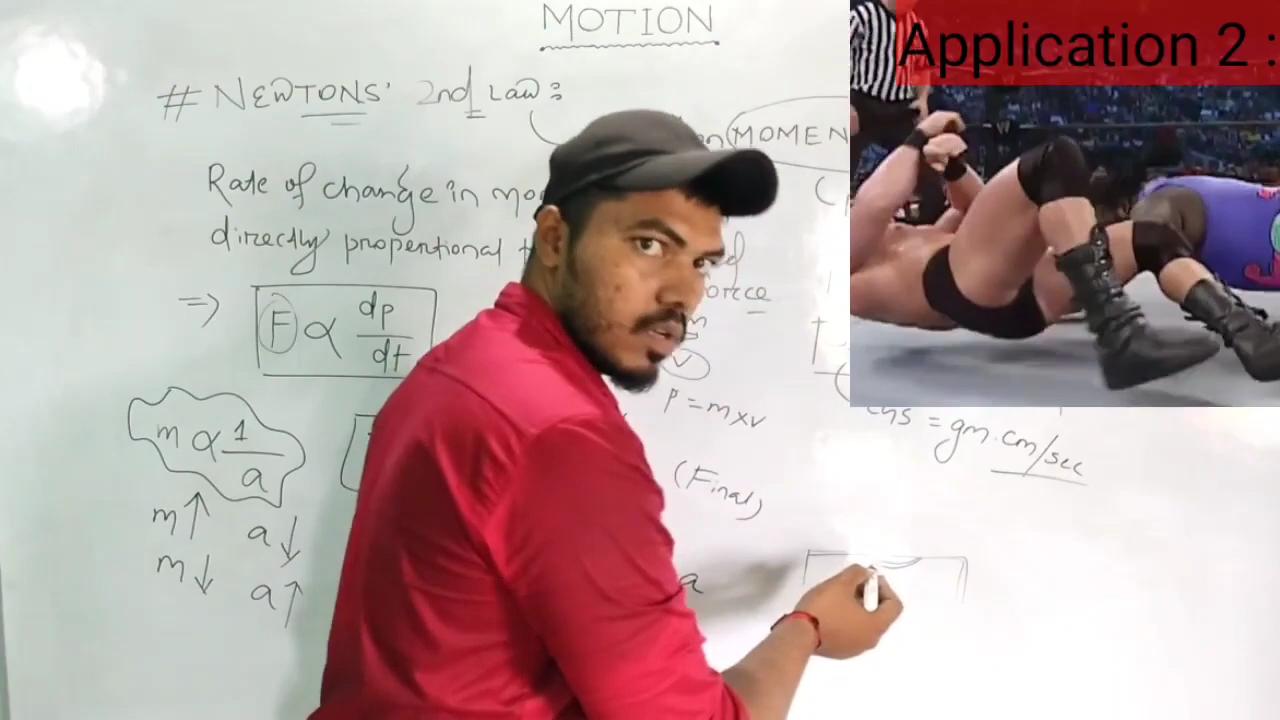 MOTION
Application 2 :
# NEWTONS' 2nd Law :
MOMEN
Rate of change in mo
directly propertional
orce
=> F ∝ dp
dt
v
P = m x v
m ∝ 1
a
= gm.cm/sec
(Final)
m ↑ a ↓
m ↓ a ↑
a